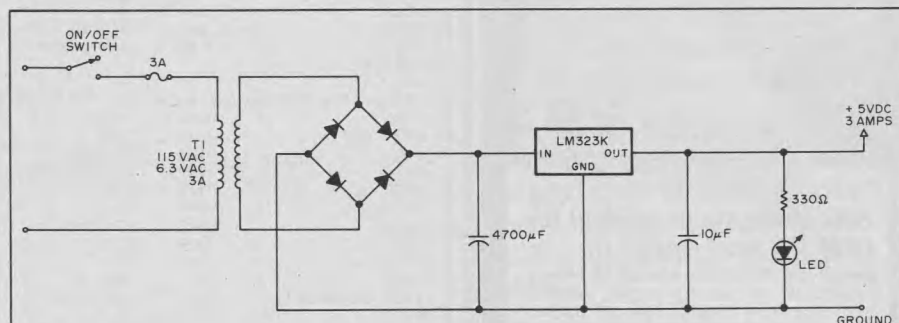 ON/OFF
SWITCH
3A
T1
115 VAC
6.3 VAC
3A
4700µF
LM323K
IN
OUT
GND
10µF
+ 5VDC
3 AMPS
330Ω
LED
GROUND